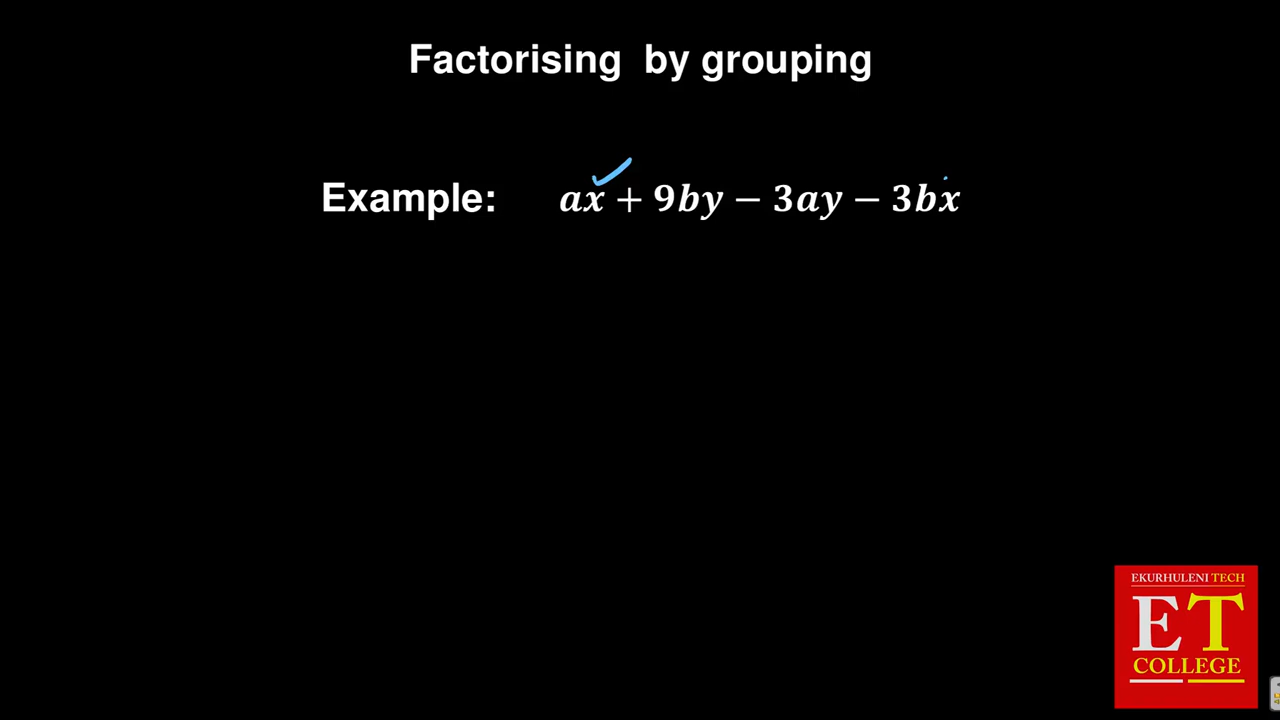 Factorising by grouping
Example: ax + 9by − 3ay − 3bx
EKURHULENI TECH
ET
COLLEGE